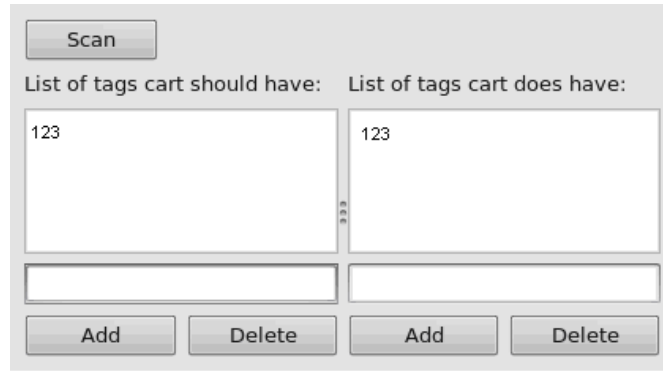 Scan
List of tags cart should have: List of tags cart does have:
123 123
Add Delete Add Delete